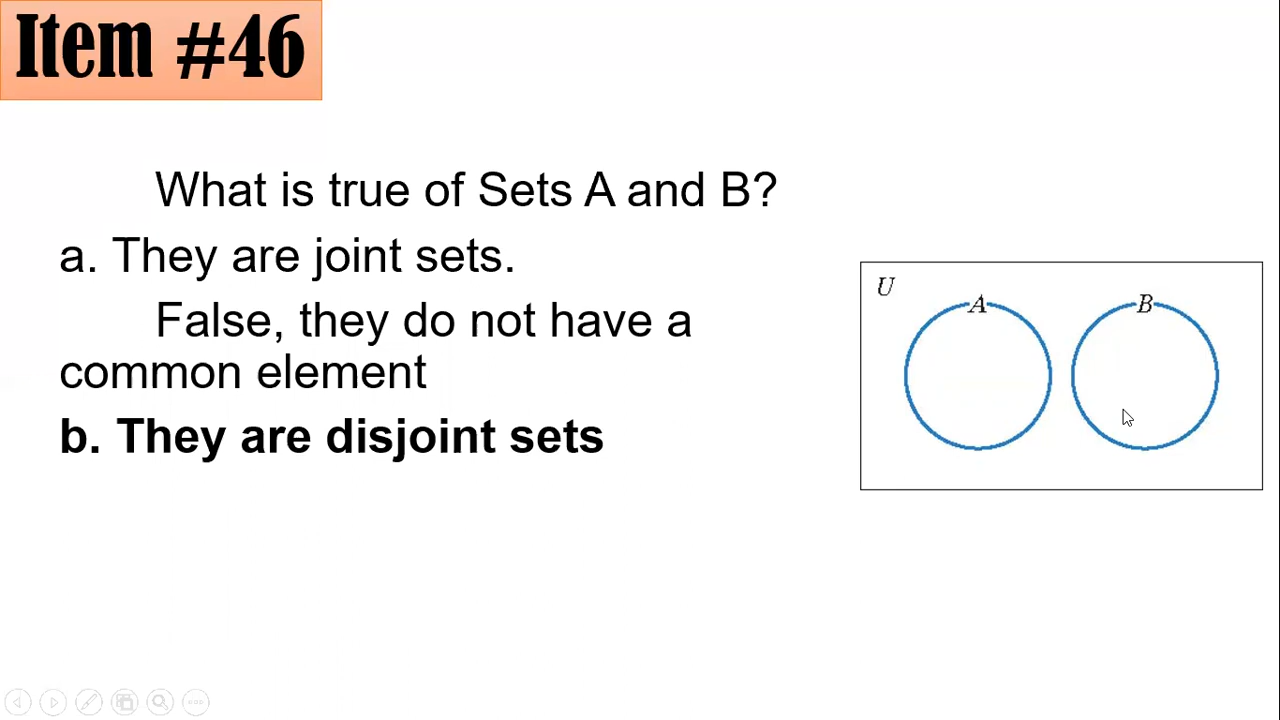 Item #46
What is true of Sets A and B?
a. They are joint sets.
False, they do not have a
common element
b. They are disjoint sets
U
A
B